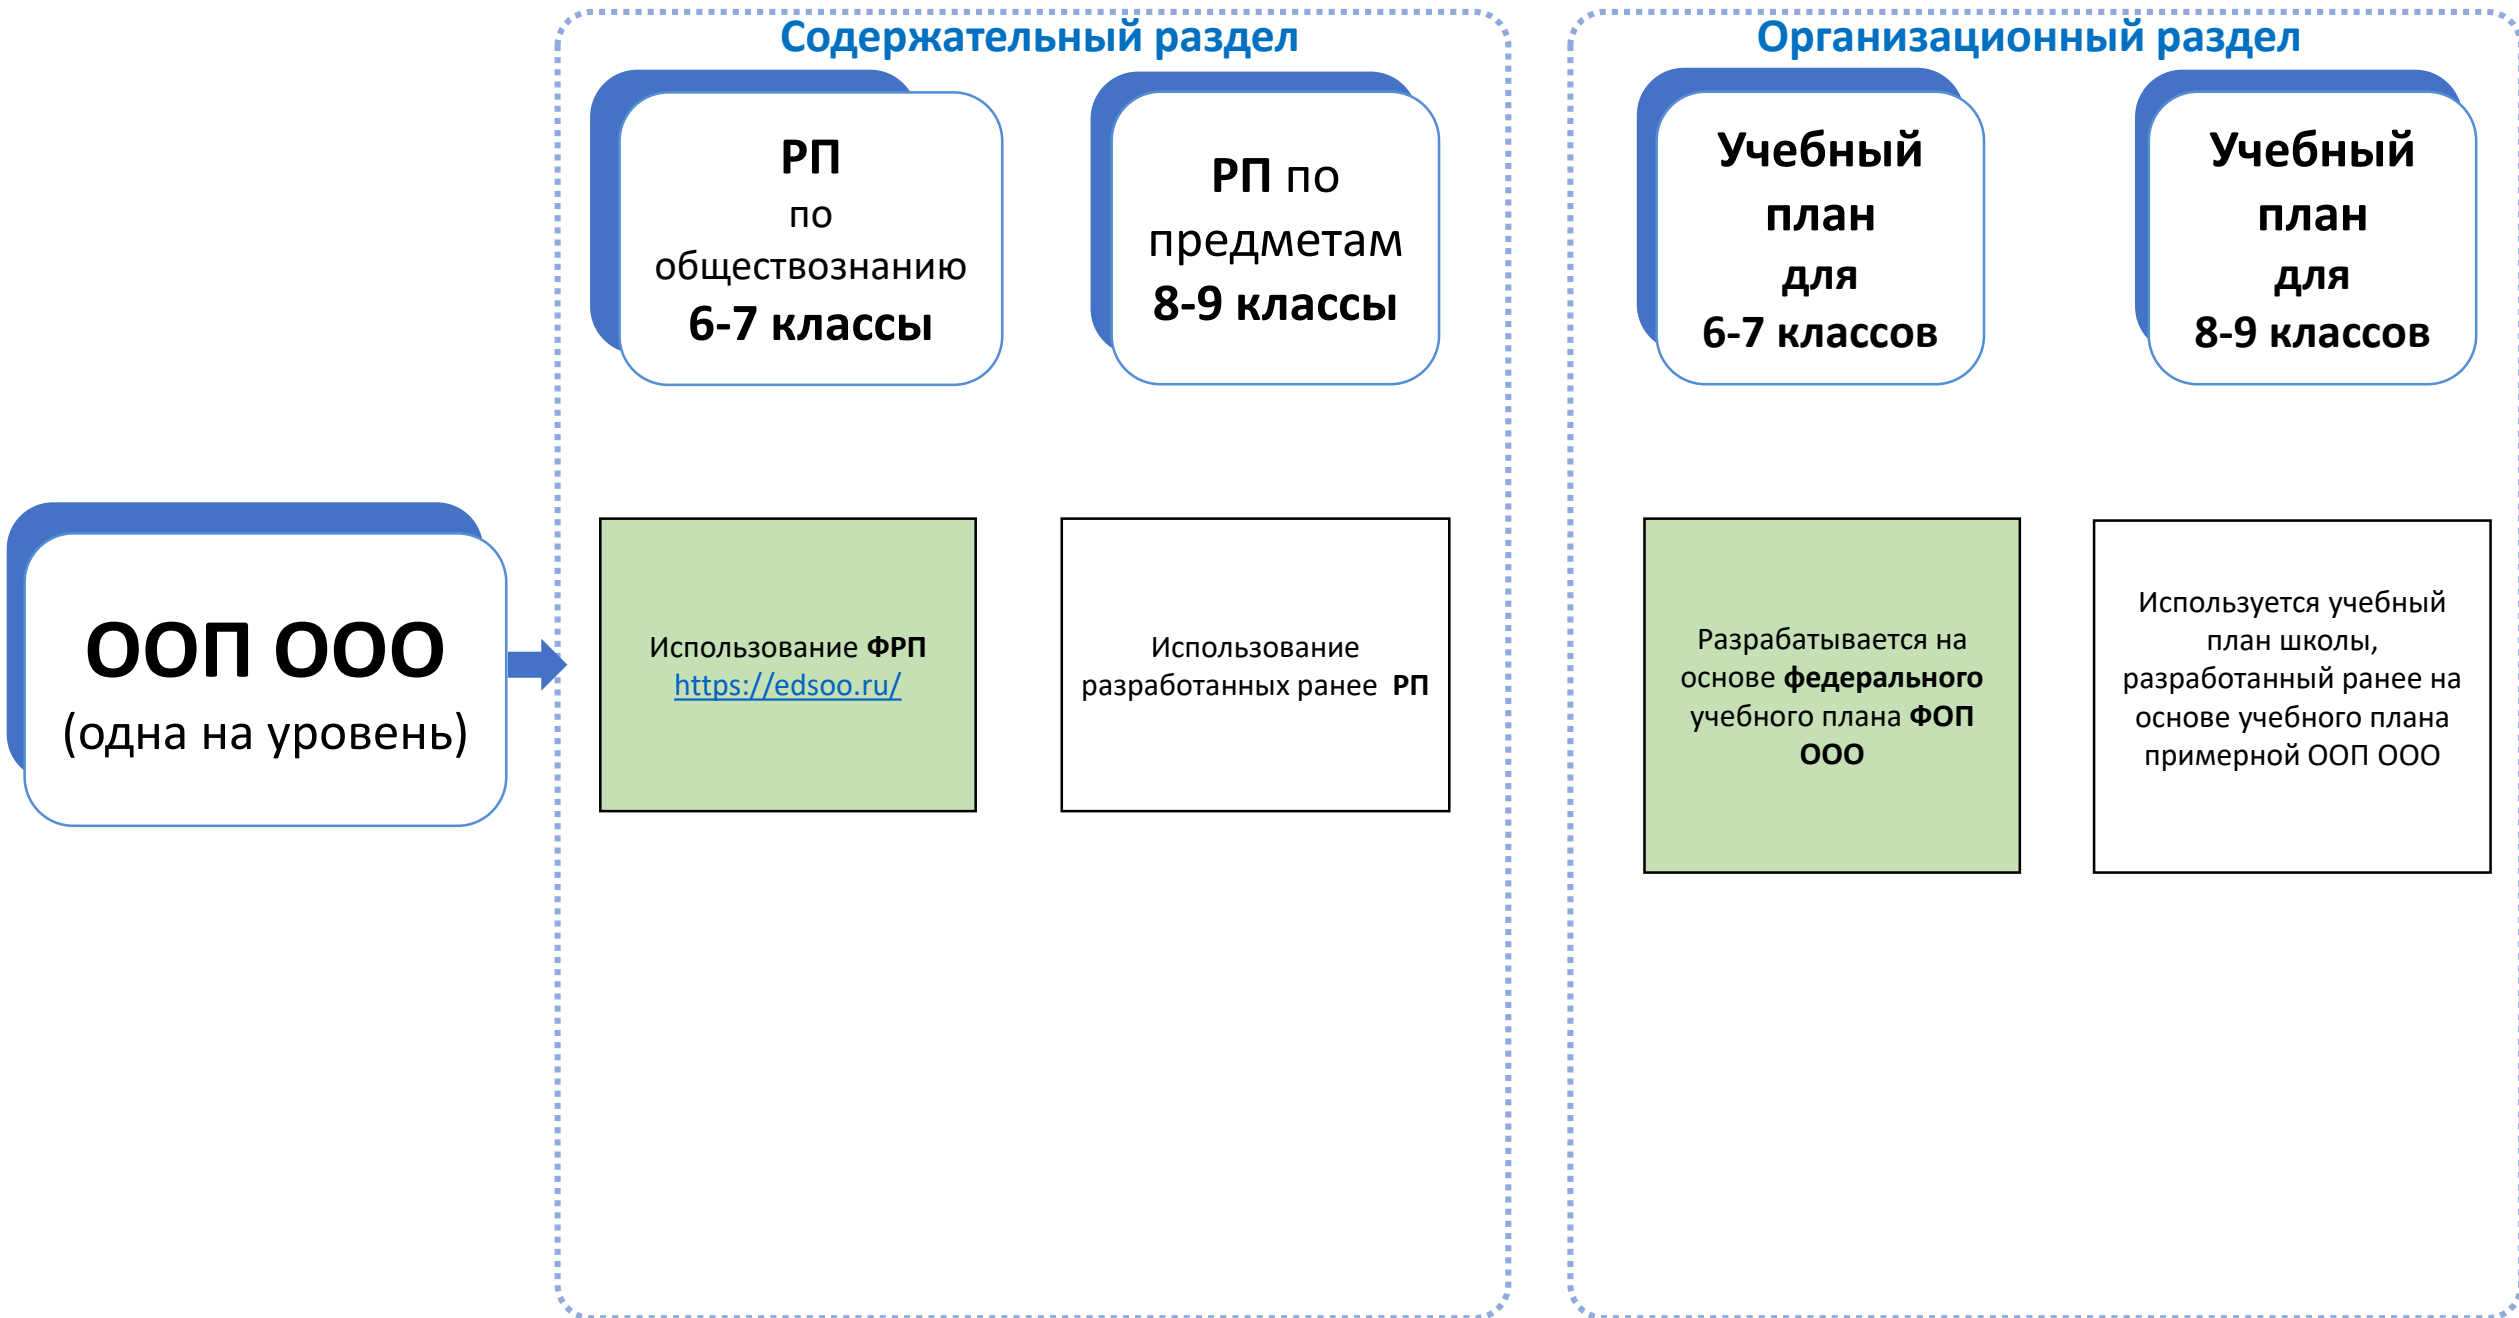 Содержательный раздел
РП
по
обществознанию
6-7 классы
РП по
предметам
8-9 классы
Организационный раздел
Учебный
план
для
6-7 классов
Учебный
план
для
8-9 классов
ООП ООО
(одна на уровень)
Использование ФРП
https://edsoo.ru/
Использование
разработанных ранее РП
Разрабатывается на
основе федерального
учебного плана ФОП
ООО
Используется учебный
план школы,
разработанный ранее на
основе учебного плана
примерной ООП ООО